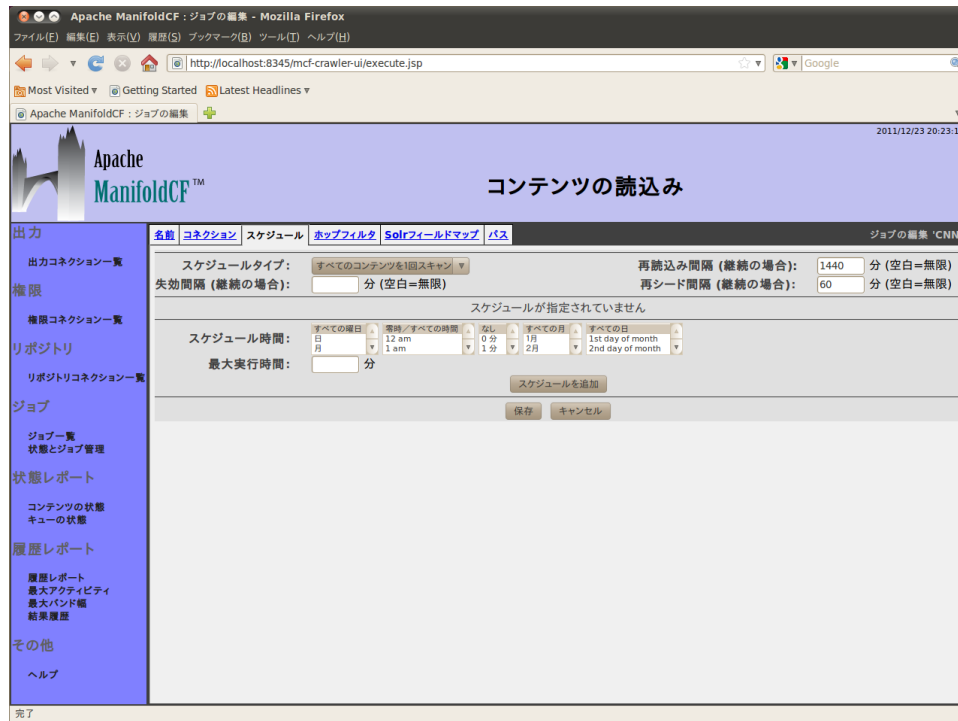 Apache ManifoldCF : ジョブの編集 - Mozilla Firefox
ファイル(F) 編集(E) 表示(V) 履歴(S) ブックマーク(B) ツール(T) ヘルプ(H)
http://localhost:8345/mcf-crawler-ui/execute.jsp
Google
Most Visited Getting Started Latest Headlines
Apache ManifoldCF : ジョブの編集
2011/12/23 20:23:1
Apache
ManifoldCF™
コンテンツの読込み
出力
出力コネクション一覧
権限
権限コネクション一覧
リポジトリ
リポジトリコネクション一覧
ジョブ
ジョブ一覧
状態とジョブ管理
状態レポート
コンテンツの状態
キューの状態
履歴レポート
履歴レポート
最大アクティビティ
最大バンド幅
結果履歴
その他
ヘルプ
名前 コネクション スケジュール ホップフィルタ Solrフィールドマップ パス
ジョブの編集 'CNN
スケジュールタイプ: すべてのコンテンツを1回スキャン
再読込み間隔 (継続の場合): 1440 分 (空白=無限)
失効間隔 (継続の場合): 分 (空白=無限)
再シード間隔 (継続の場合): 60 分 (空白=無限)
スケジュールが指定されていません
スケジュール時間:
すべての曜日
日
月
零時/すべての時間
12 am
1 am
なし
0 分
1 分
すべての月
1月
2月
すべての日
1st day of month
2nd day of month
最大実行時間: 分
スケジュールを追加
保存 キャンセル
完了